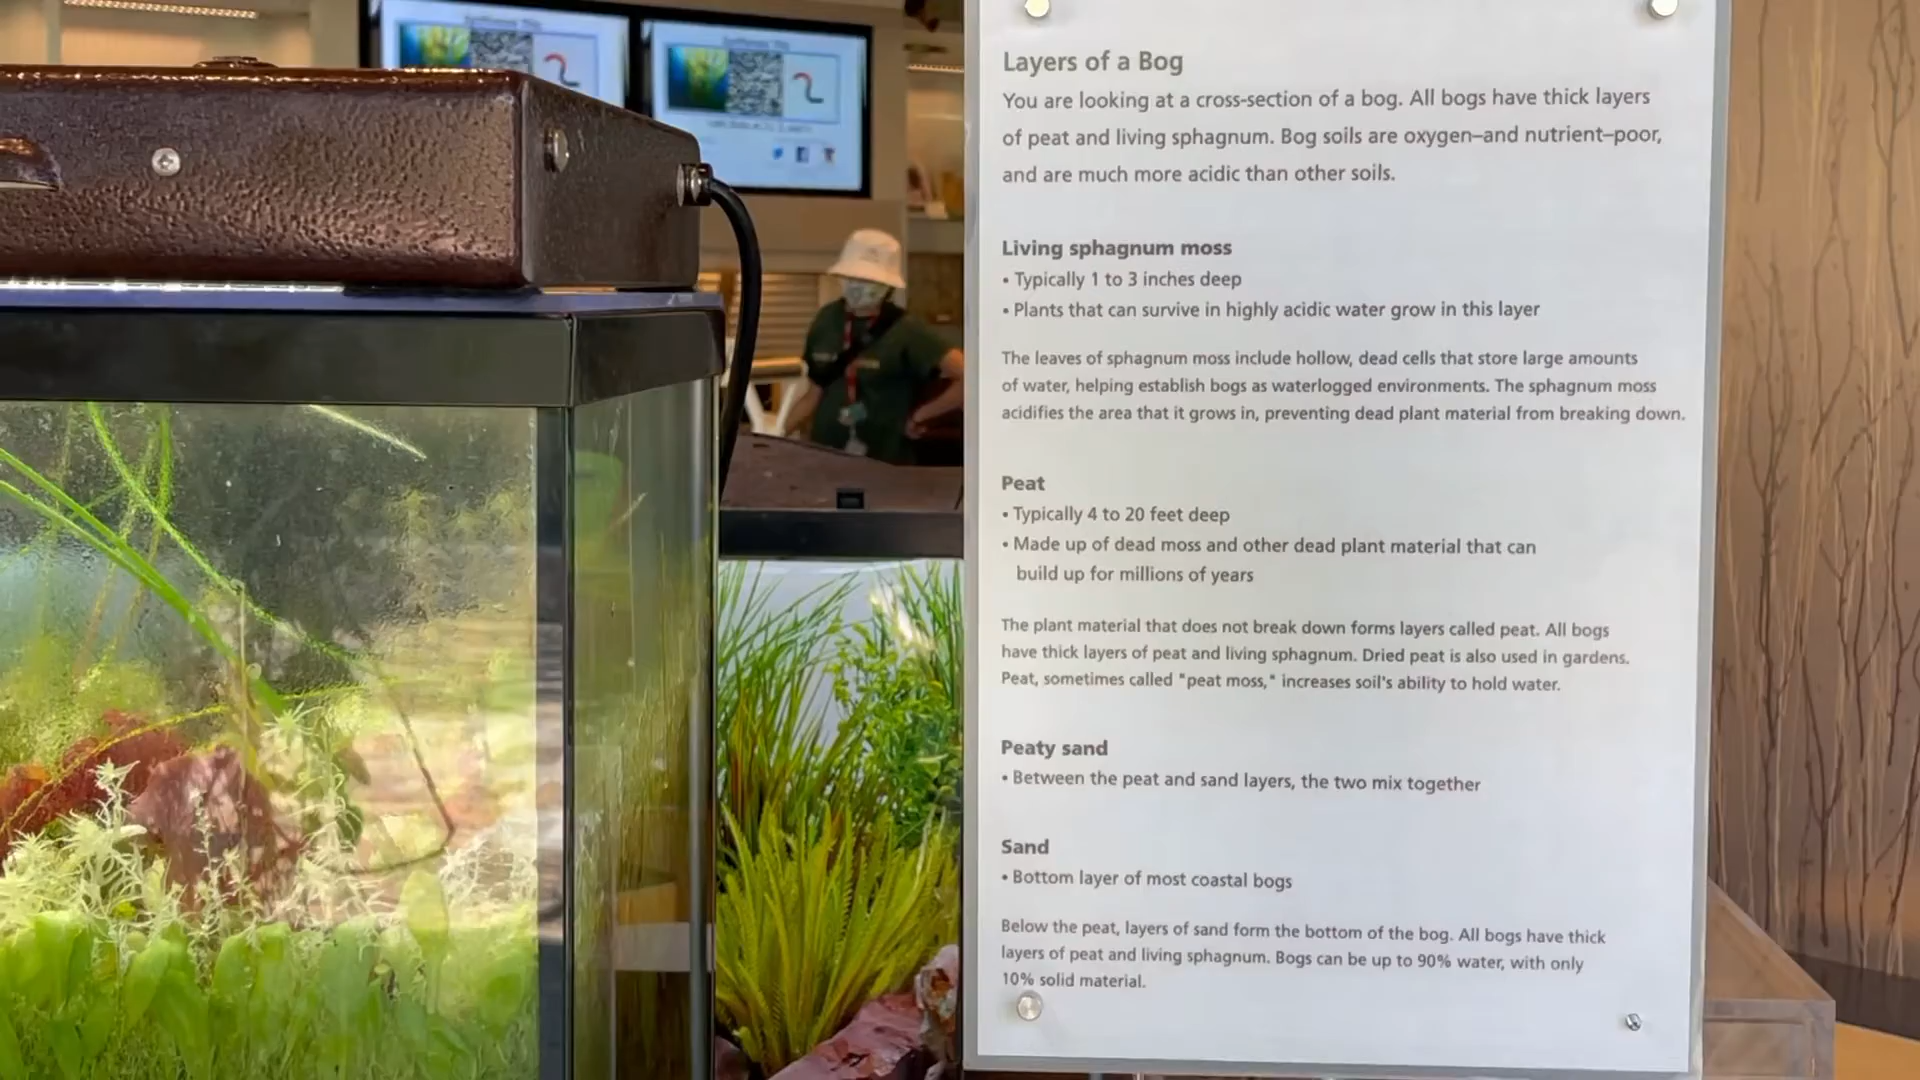 Layers of a Bog
You are looking at a cross-section of a bog. All bogs have thick layers
of peat and living sphagnum. Bog soils are oxygen–and nutrient–poor,
and are much more acidic than other soils.
Living sphagnum moss
• Typically 1 to 3 inches deep
• Plants that can survive in highly acidic water grow in this layer
The leaves of sphagnum moss include hollow, dead cells that store large amounts
of water, helping establish bogs as waterlogged environments. The sphagnum moss
acidifies the area that it grows in, preventing dead plant material from breaking down.
Peat
• Typically 4 to 20 feet deep
• Made up of dead moss and other dead plant material that can
build up for millions of years
The plant material that does not break down forms layers called peat. All bogs
have thick layers of peat and living sphagnum. Dried peat is also used in gardens.
Peat, sometimes called "peat moss," increases soil's ability to hold water.
Peaty sand
• Between the peat and sand layers, the two mix together
Sand
• Bottom layer of most coastal bogs
Below the peat, layers of sand form the bottom of the bog. All bogs have thick
layers of peat and living sphagnum. Bogs can be up to 90% water, with only
10% solid material.